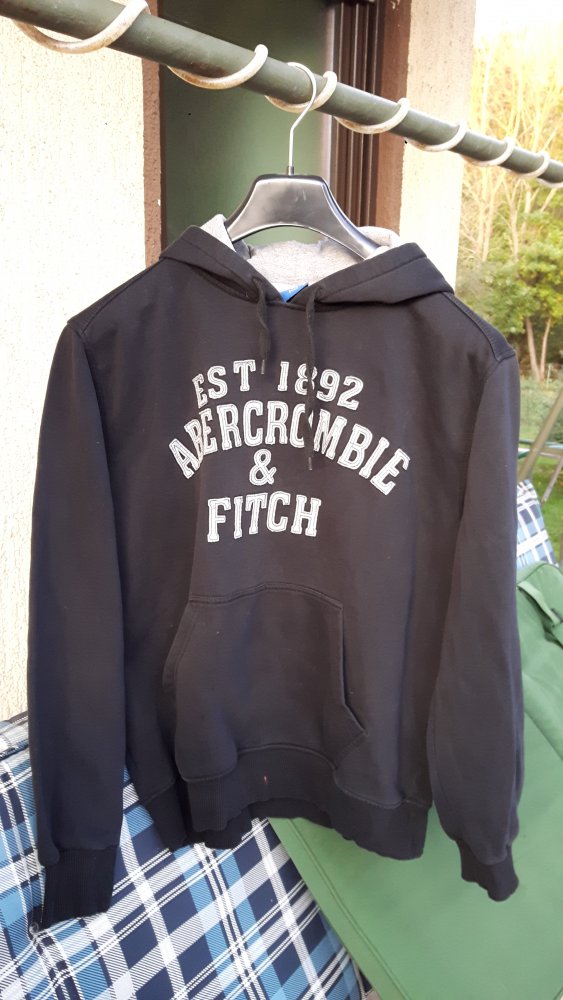 EST 1892
ABERCROMBIE
&
FITCH